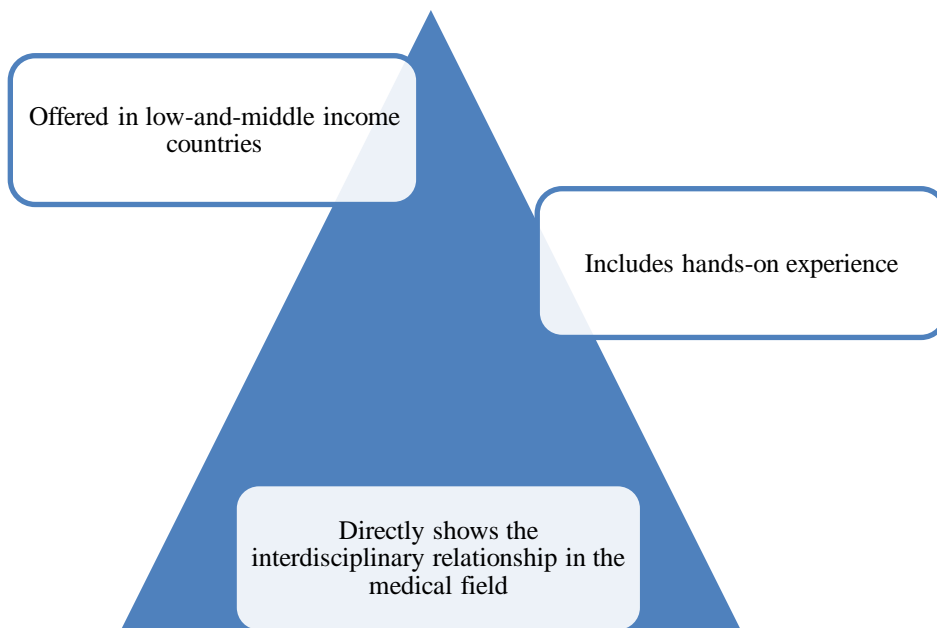 Offered in low-and-middle income
countries
Includes hands-on experience
Directly shows the
interdisciplinary relationship in the
medical field